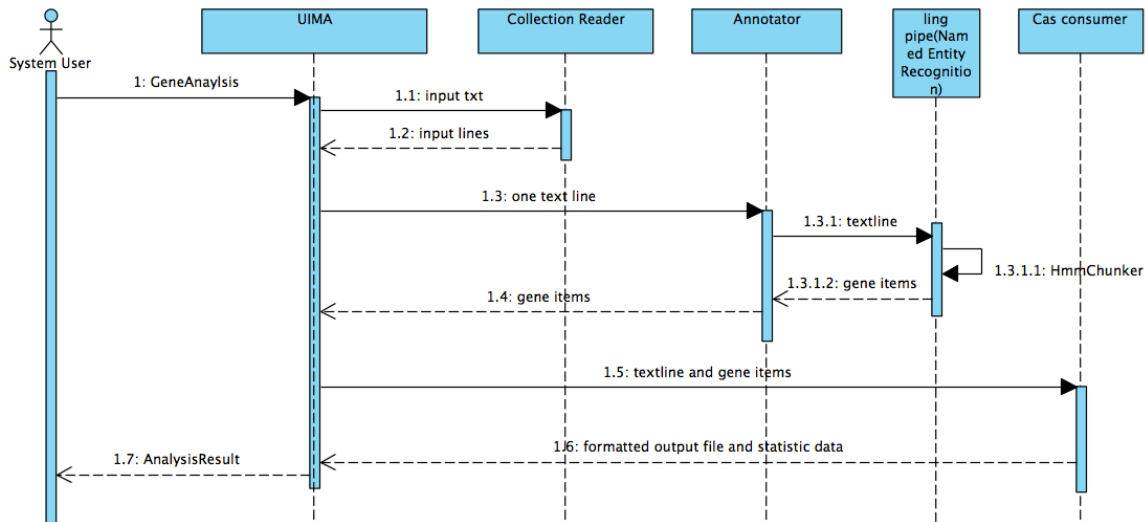 System User
UIMA
Collection Reader
Annotator
ling
pipe(Nam
ed Entity
Recognitio
n)
Cas consumer
1: GeneAnaylsis
1.1: input txt
1.2: input lines
1.3: one text line
1.3.1: textline
1.3.1.1: HmmChunker
1.3.1.2: gene items
1.4: gene items
1.5: textline and gene items
1.6: formatted output file and statistic data
1.7: AnalysisResult